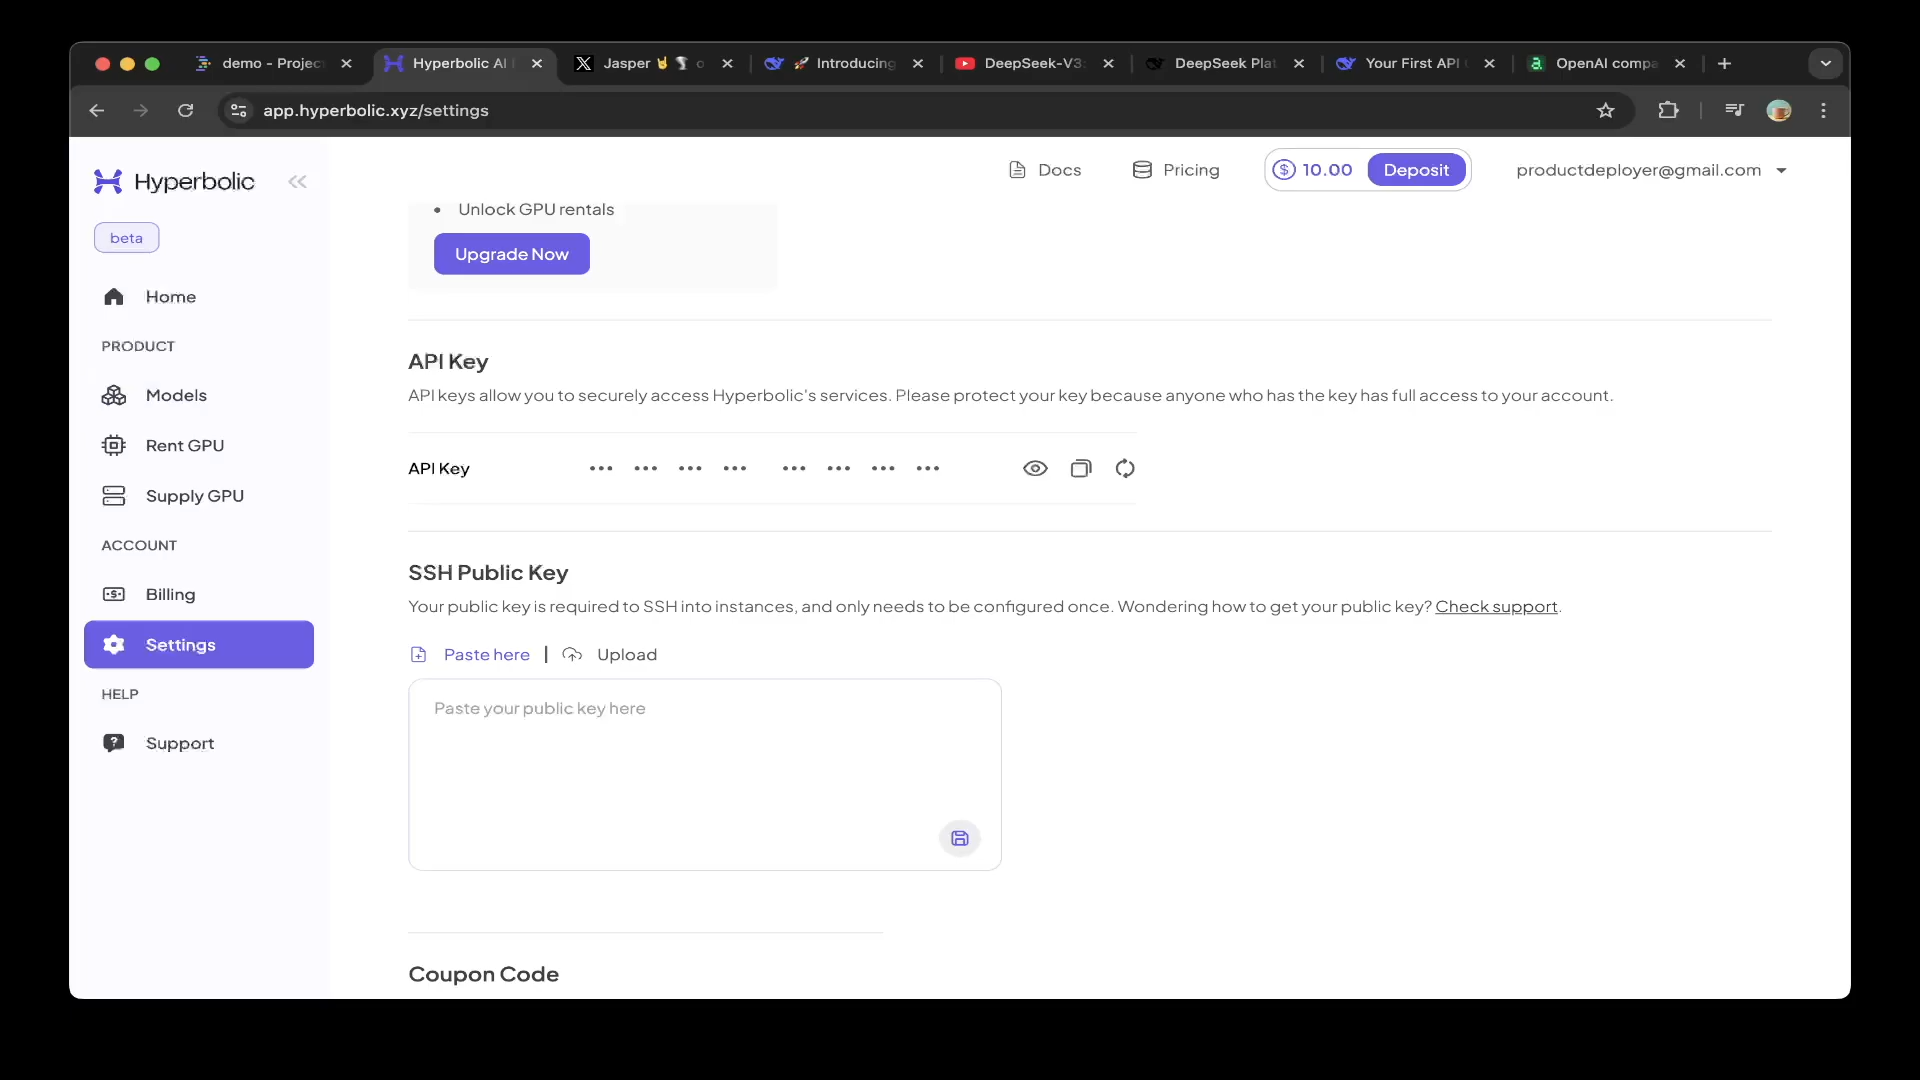 demo - Projec
Hyperbolic AI
Jasper
Introducing
DeepSeek-V3
DeepSeek Plat
Your First API
OpenAI compa
app.hyperbolic.xyz/settings
Hyperbolic
Docs
Pricing
$ 10.00
Deposit
productdeployer@gmail.com
beta
• Unlock GPU rentals
Upgrade Now
Home
PRODUCT
Models
Rent GPU
Supply GPU
ACCOUNT
Billing
Settings
HELP
Support
API Key
API keys allow you to securely access Hyperbolic's services. Please protect your key because anyone who has the key has full access to your account.
API Key ••• ••• ••• ••• ••• ••• ••• •••
SSH Public Key
Your public key is required to SSH into instances, and only needs to be configured once. Wondering how to get your public key? Check support.
Paste here | Upload
Paste your public key here
Coupon Code